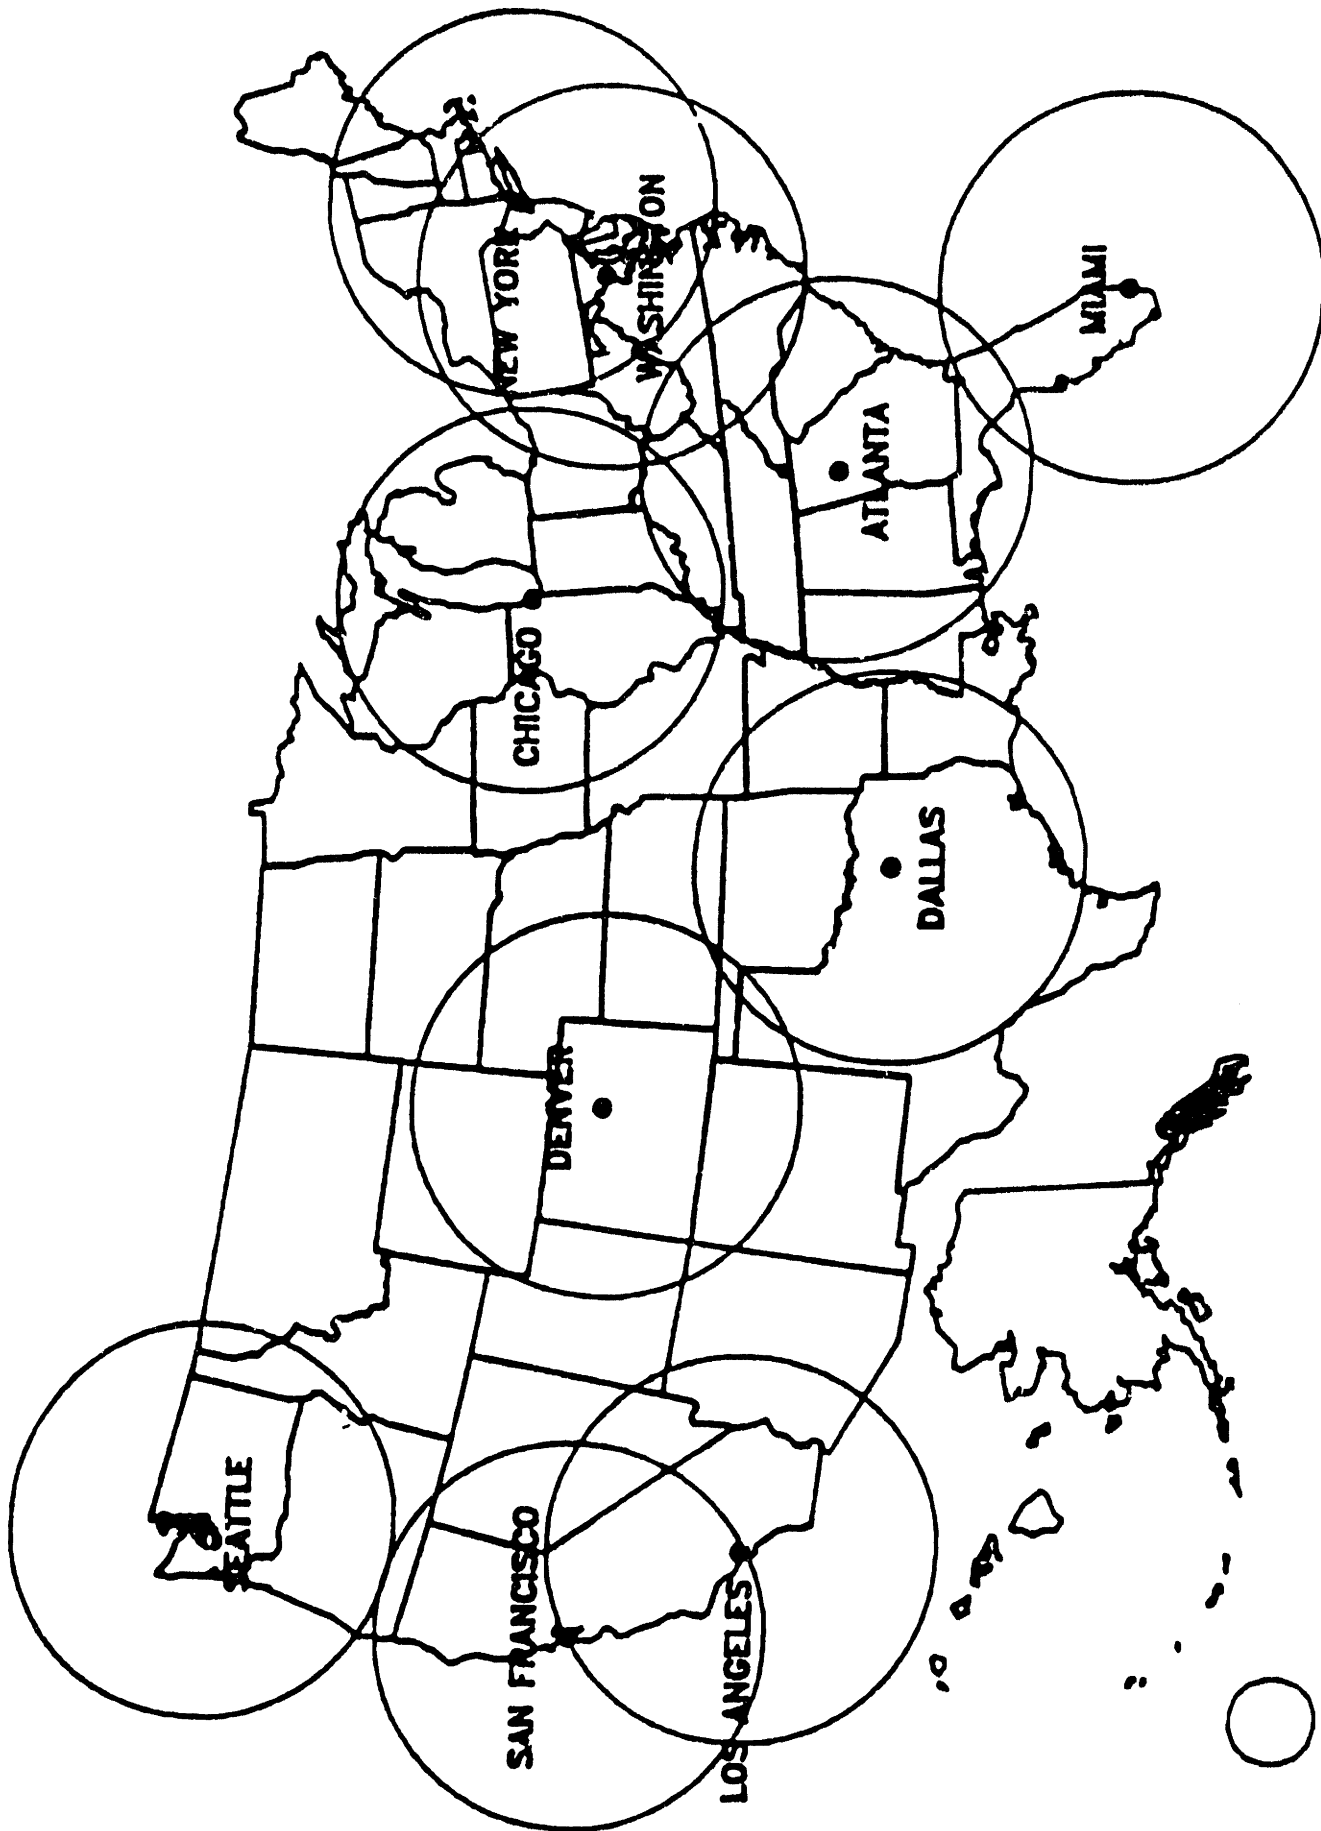 SEATTLE
SAN FRANCISCO
LOS ANGELES
DENVER
DALLAS
CHICAGO
ATLANTA
NEW YORK
WASHINGTON
MIAMI